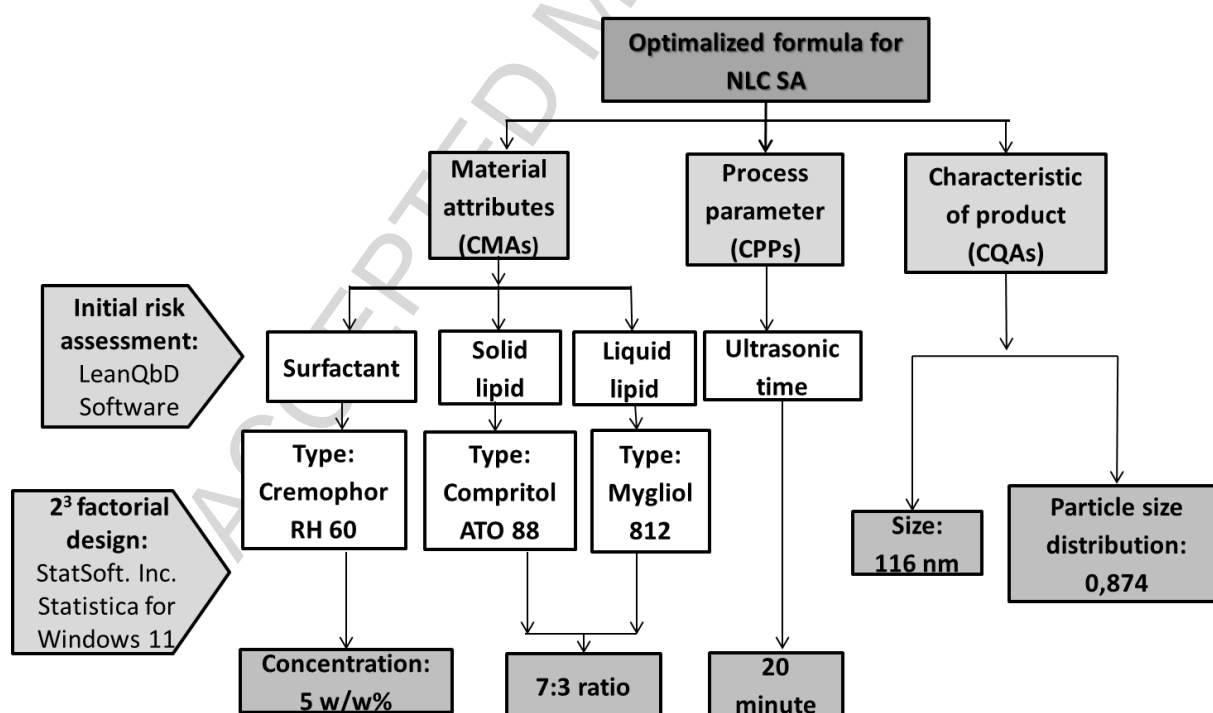 Optimalized formula for
NLC SA
Material
attributes
(CMAs)
Process
parameter
(CPPs)
Characteristic
of product
(CQAs)
Initial risk
assessment:
LeanQbD
Software
Surfactant
Solid
lipid
Liquid
lipid
Ultrasonic
time
Type:
Cremophor
RH 60
Type:
Compritol
ATO 88
Type:
Mygliol
812
2³ factorial
design:
StatSoft. Inc.
Statistica for
Windows 11
Size:
116 nm
Particle size
distribution:
0,874
Concentration:
5 w/w%
7:3 ratio
20
minute
ACCEPTED M